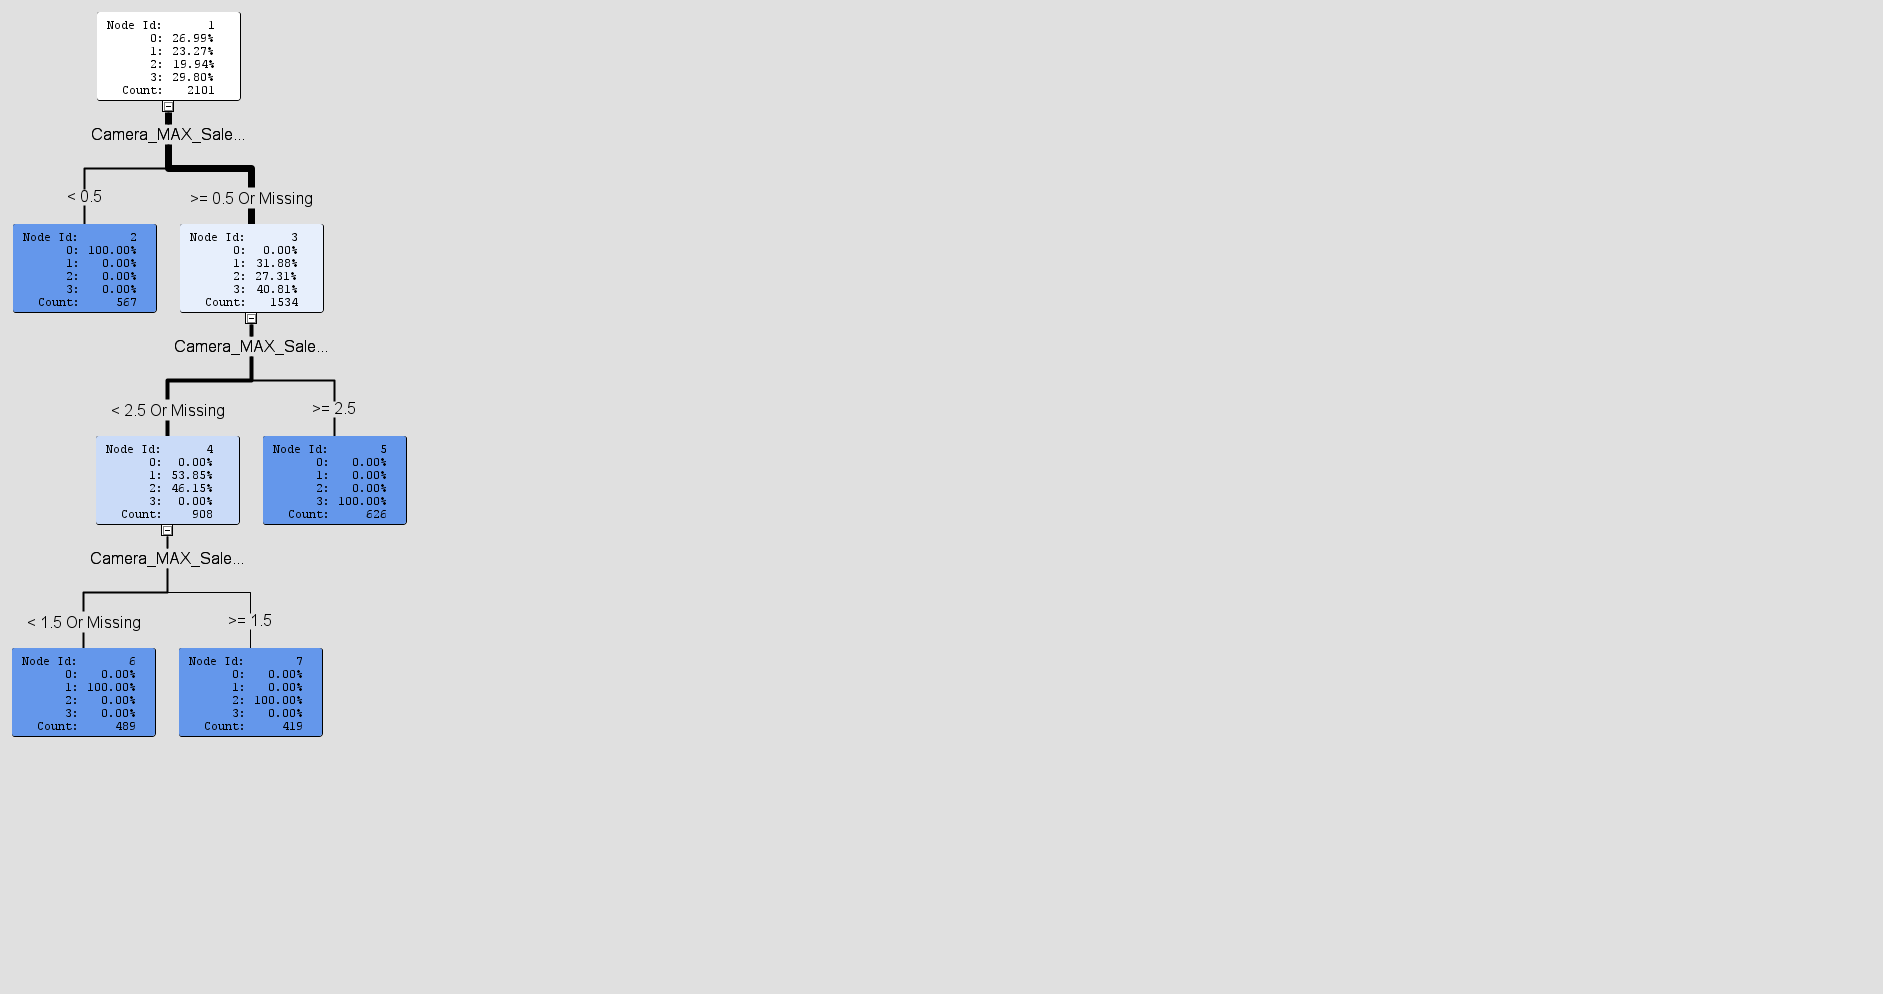 Node Id: 1
0: 26.99%
1: 23.27%
2: 19.94%
3: 29.80%
Count: 2101
Camera_MAX_Sale...
< 0.5
>= 0.5 Or Missing
Node Id: 2
0: 100.00%
1: 0.00%
2: 0.00%
3: 0.00%
Count: 567
Node Id: 3
0: 0.00%
1: 31.88%
2: 27.31%
3: 40.81%
Count: 1534
Camera_MAX_Sale...
< 2.5 Or Missing
>= 2.5
Node Id: 4
0: 0.00%
1: 53.85%
2: 46.15%
3: 0.00%
Count: 908
Node Id: 5
0: 0.00%
1: 0.00%
2: 0.00%
3: 100.00%
Count: 626
Camera_MAX_Sale...
< 1.5 Or Missing
>= 1.5
Node Id: 6
0: 0.00%
1: 100.00%
2: 0.00%
3: 0.00%
Count: 489
Node Id: 7
0: 0.00%
1: 0.00%
2: 100.00%
3: 0.00%
Count: 419